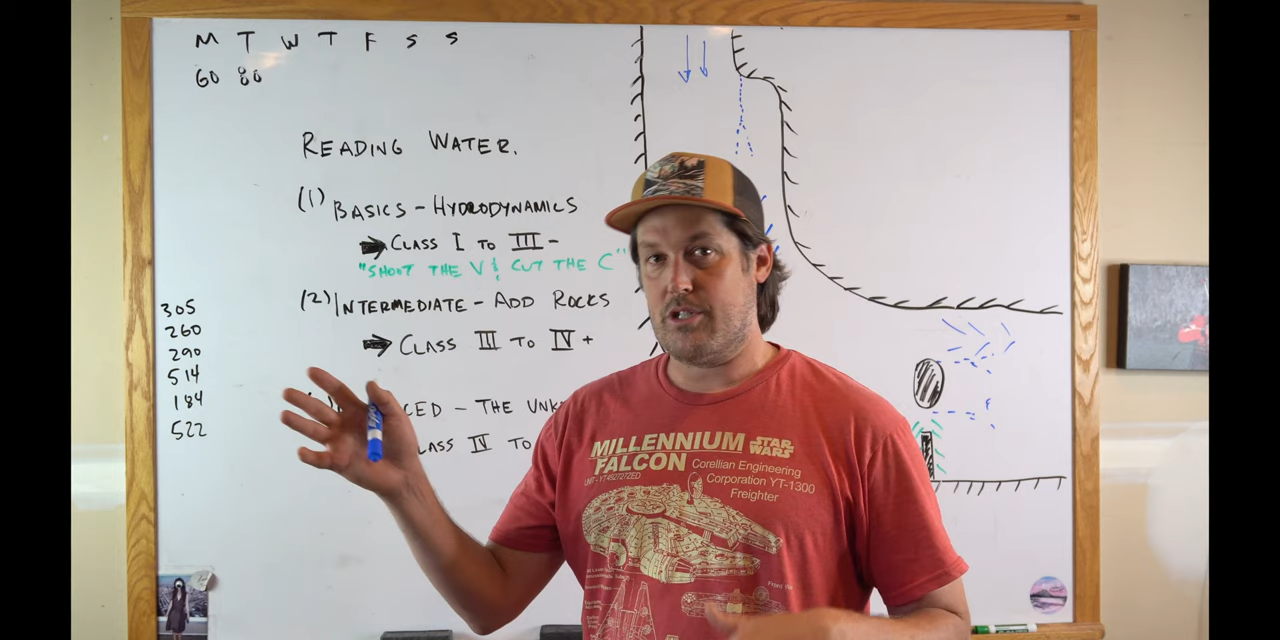 M T W T F S S
60 80
READING WATER.
(1) BASICS - HYDRODYNAMICS
CLASS I TO III -
"SHOOT THE V & CUT THE C"
(2) INTERMEDIATE - ADD ROCKS
CLASS III TO IV +
CED - THE UNK
CLASS IV TO
305
260
290
514
184
522
MILLENNIUM STAR WARS
FALCON Corellian Engineering
Corporation YT-1300
Freighter